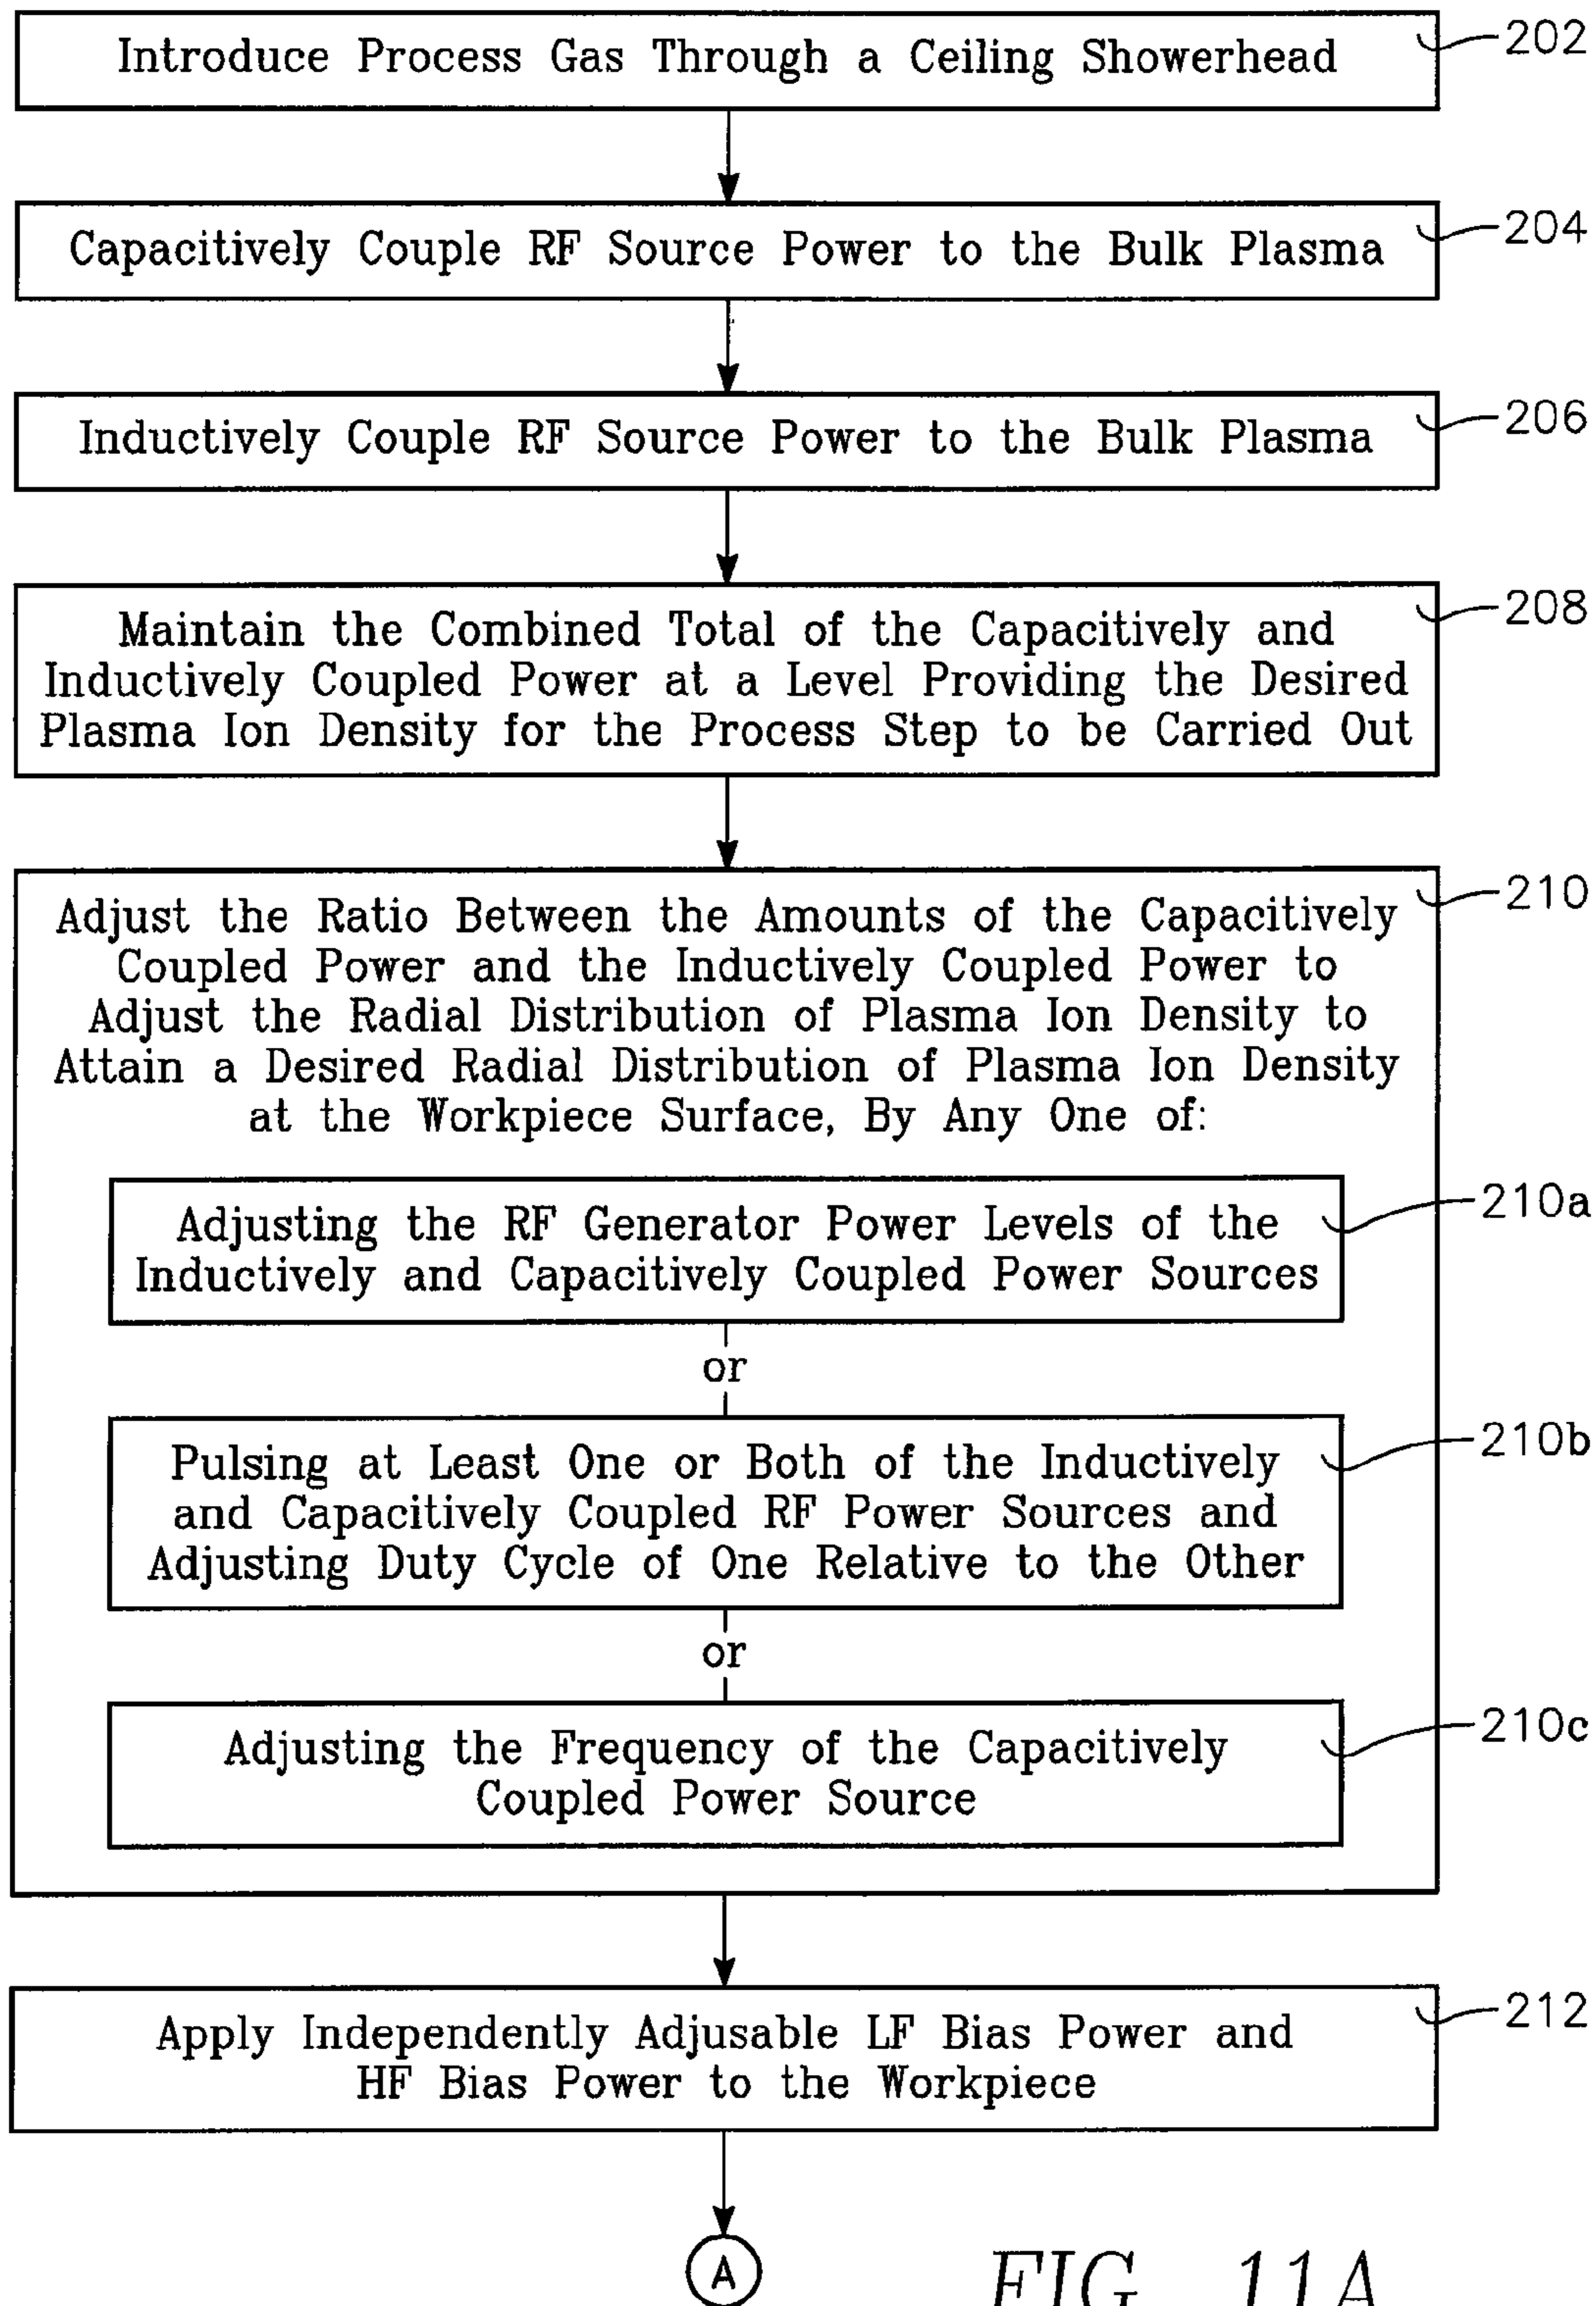 Introduce Process Gas Through a Ceiling Showerhead
202
Capacitively Couple RF Source Power to the Bulk Plasma
204
Inductively Couple RF Source Power to the Bulk Plasma
206
Maintain the Combined Total of the Capacitively and
Inductively Coupled Power at a Level Providing the Desired
Plasma Ion Density for the Process Step to be Carried Out
208
Adjust the Ratio Between the Amounts of the Capacitively
Coupled Power and the Inductively Coupled Power to
Adjust the Radial Distribution of Plasma Ion Density to
Attain a Desired Radial Distribution of Plasma Ion Density
at the Workpiece Surface, By Any One of:
210
Adjusting the RF Generator Power Levels of the
Inductively and Capacitively Coupled Power Sources
210a
or
Pulsing at Least One or Both of the Inductively
and Capacitively Coupled RF Power Sources and
Adjusting Duty Cycle of One Relative to the Other
210b
or
Adjusting the Frequency of the Capacitively
Coupled Power Source
210c
Apply Independently Adjusable LF Bias Power and
HF Bias Power to the Workpiece
212
A
FIG. 11A